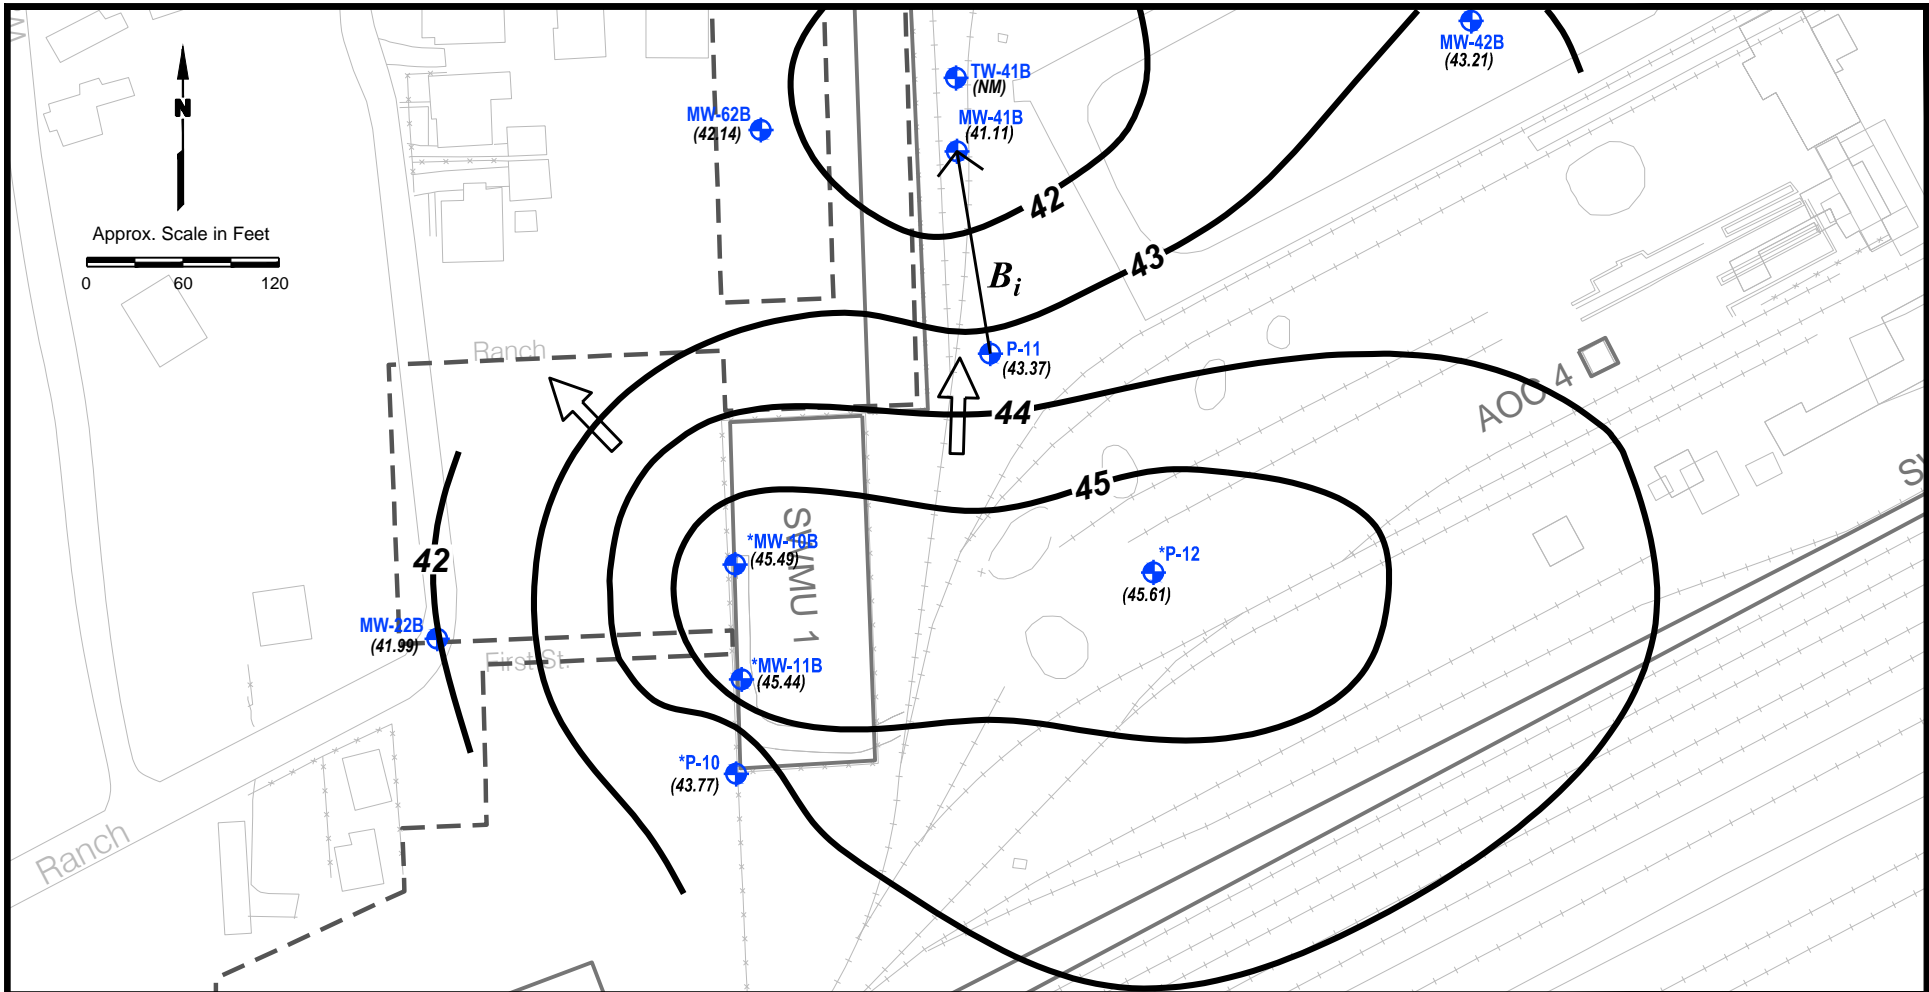 MW-42B
(43.21)
TW-41B
(NM)
MW-62B
(42.14)
MW-41B
(41.11)
N
42
Approx. Scale in Feet
0 60 120
43
B i
Ranch
P-11
(43.37)
AOC 4
44
45
SWMU 1
*MW-10B
(45.49)
*P-12
(45.61)
42
MW-22B
(41.99)
First St.
*MW-11B
(45.44)
*P-10
(43.77)
Ranch